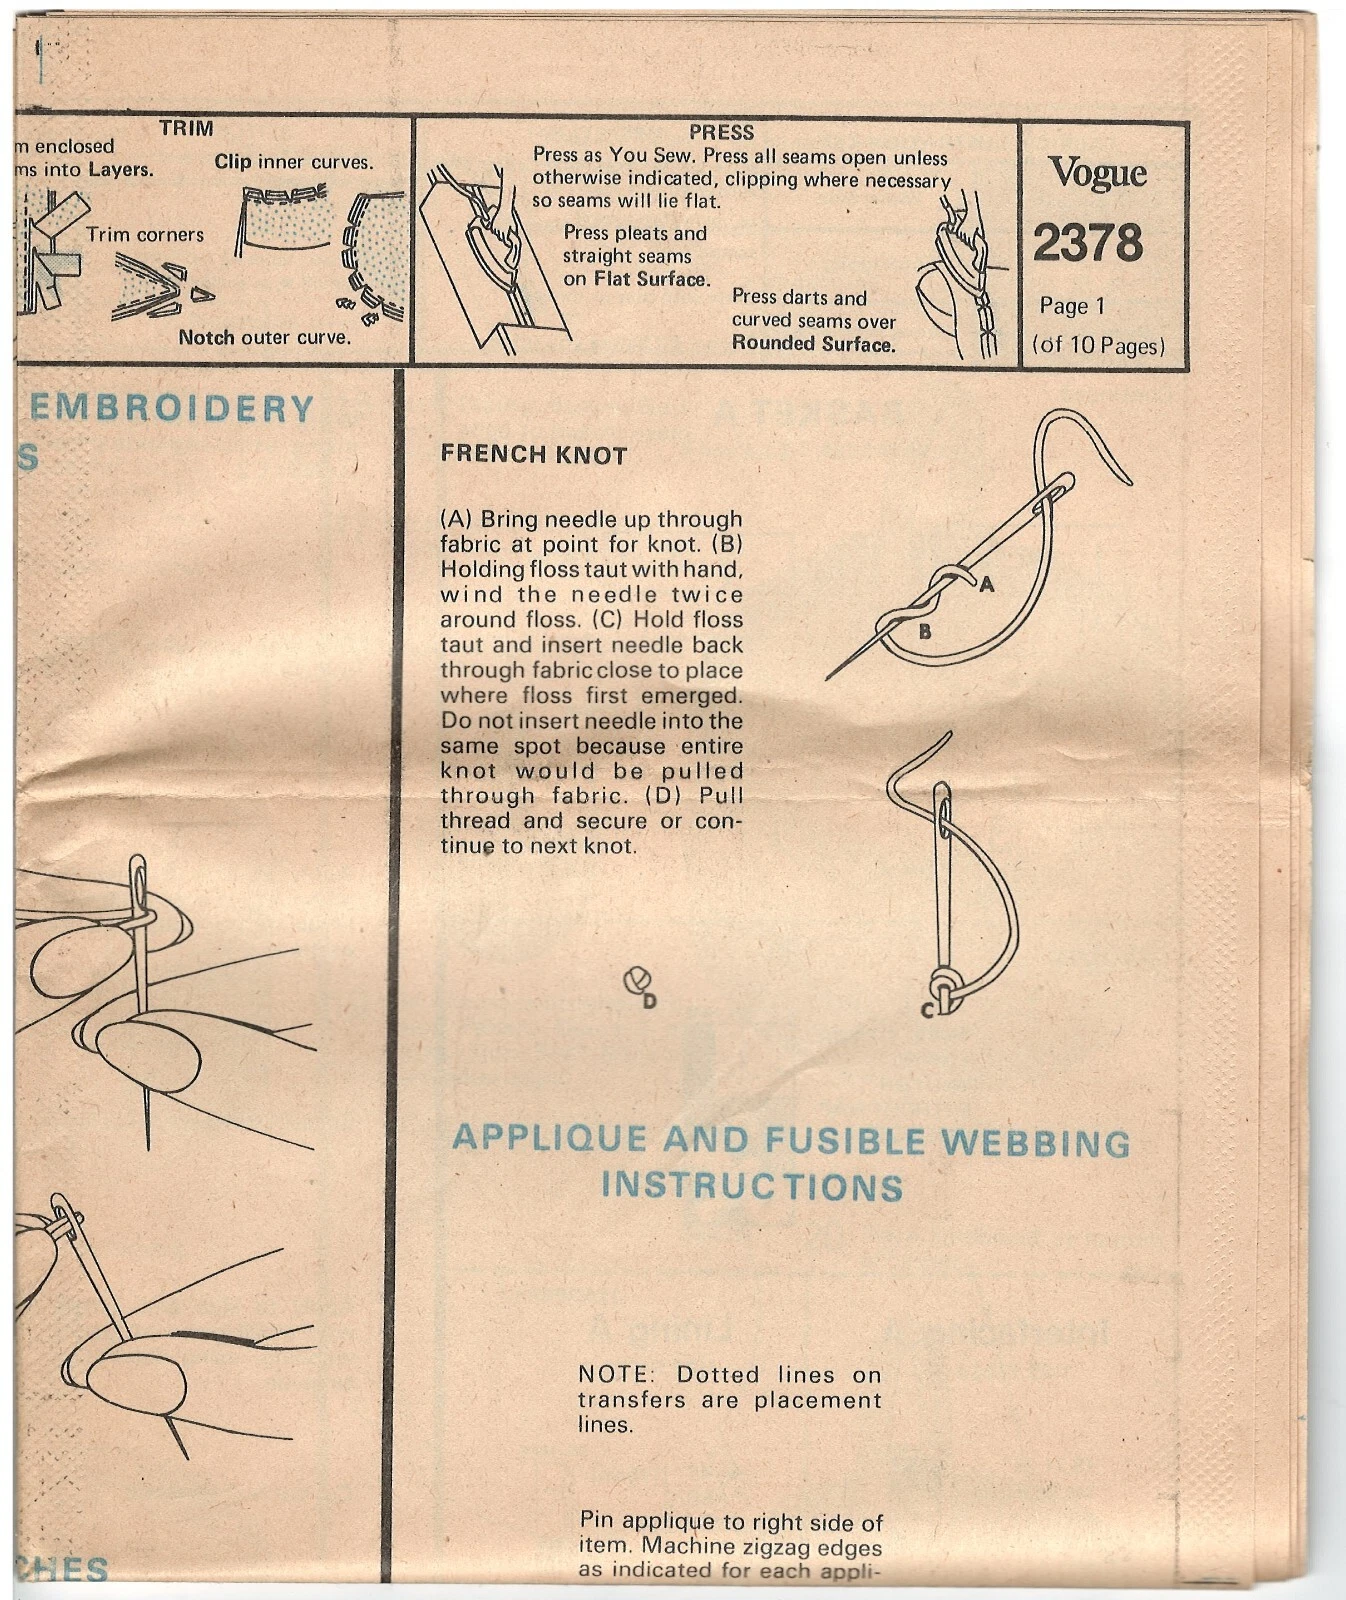 TRIM
enclosed
into Layers.
Clip inner curves.
Trim corners
Notch outer curve.
PRESS
Press as You Sew. Press all seams open unless
otherwise indicated, clipping where necessary
so seams will lie flat.
Press pleats and
straight seams
on Flat Surface.
Press darts and
curved seams over
Rounded Surface.
Vogue
2378
Page 1
(of 10 Pages)
EMBROIDERY
S
FRENCH KNOT
(A) Bring needle up through
fabric at point for knot. (B)
Holding floss taut with hand,
wind the needle twice
around floss. (C) Hold floss
taut and insert needle back
through fabric close to place
where floss first emerged.
Do not insert needle into the
same spot because entire
knot would be pulled
through fabric. (D) Pull
thread and secure or con-
tinue to next knot.
A
B
C
D
APPLIQUE AND FUSIBLE WEBBING
INSTRUCTIONS
NOTE: Dotted lines on
transfers are placement
lines.
Pin applique to right side of
item. Machine zigzag edges
as indicated for each appli-
CHES